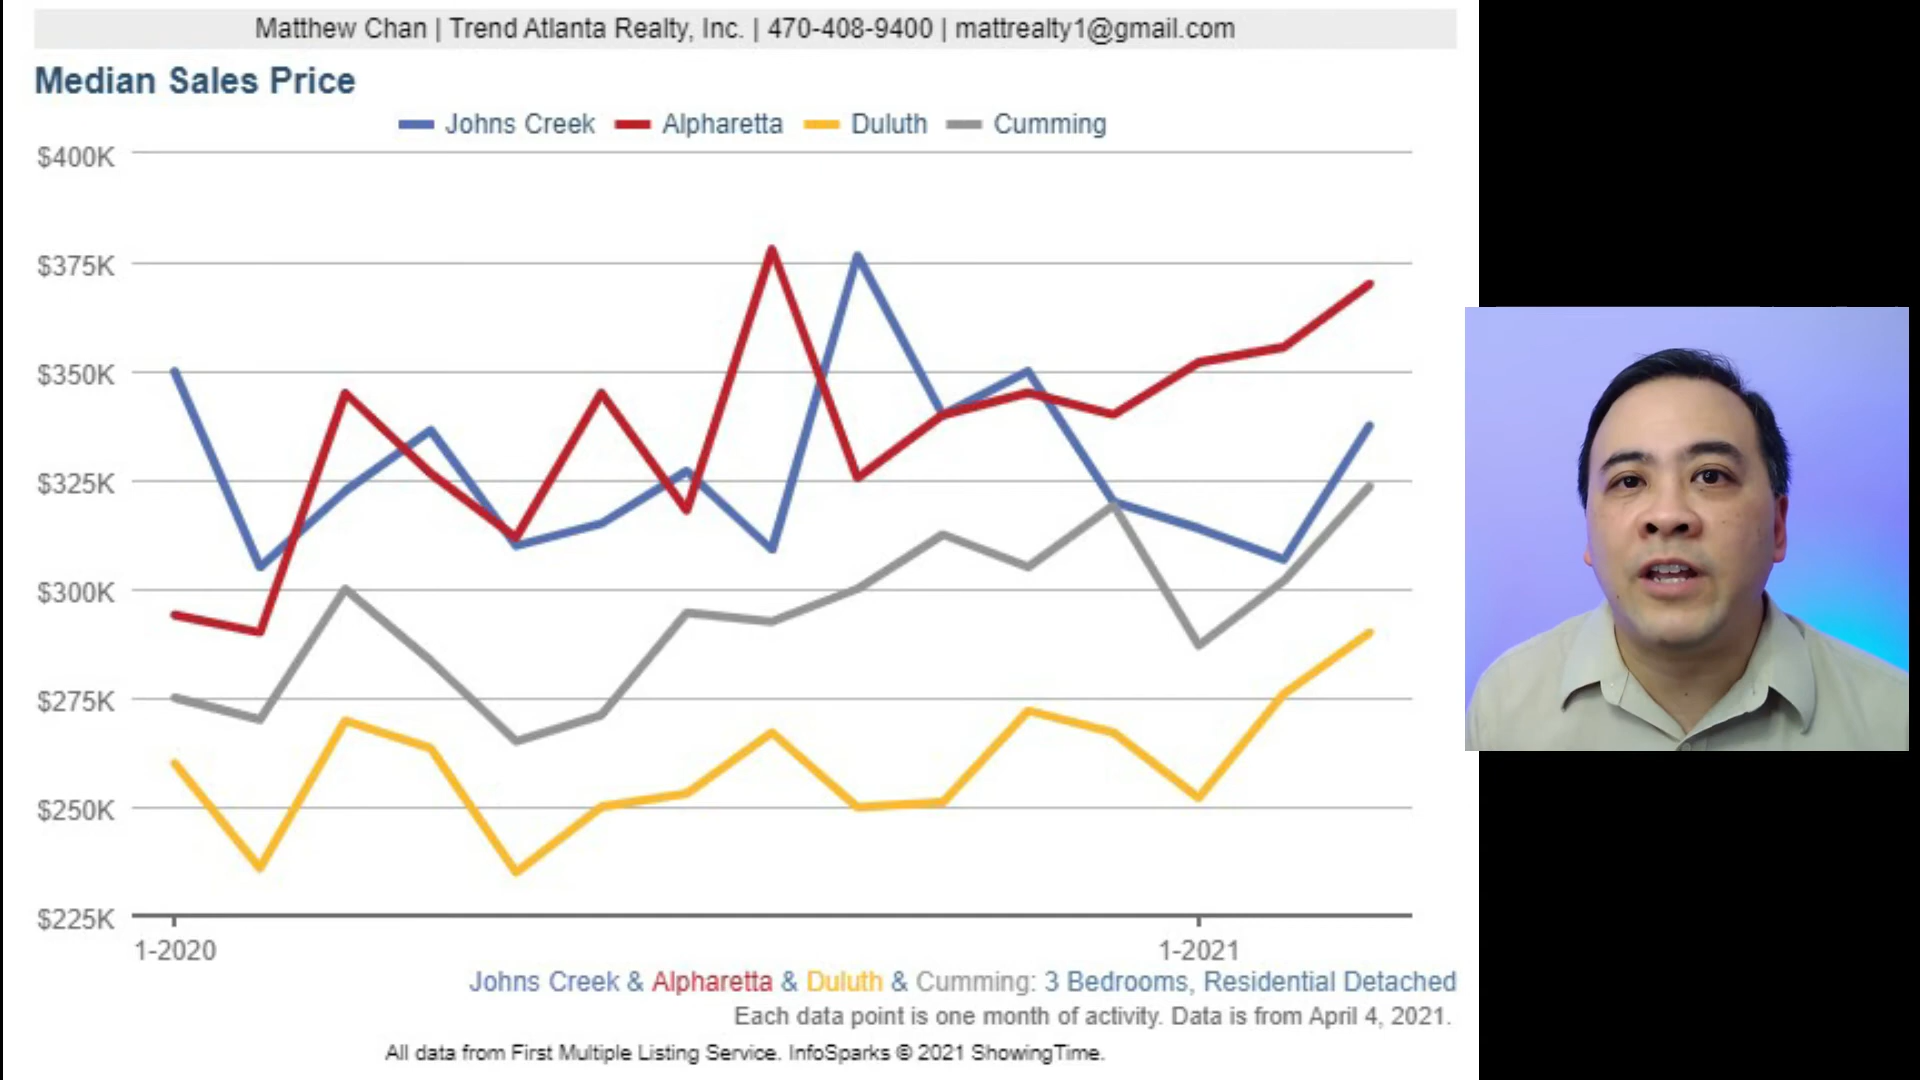 Matthew Chan | Trend Atlanta Realty, Inc. | 470-408-9400 | mattrealty1@gmail.com
Median Sales Price
Johns Creek Alpharetta Duluth Cumming
$400K
$375K
$350K
$325K
$300K
$275K
$250K
$225K
1-2020 1-2021
Johns Creek & Alpharetta & Duluth & Cumming: 3 Bedrooms, Residential Detached
Each data point is one month of activity. Data is from April 4, 2021.
All data from First Multiple Listing Service. InfoSparks © 2021 ShowingTime.